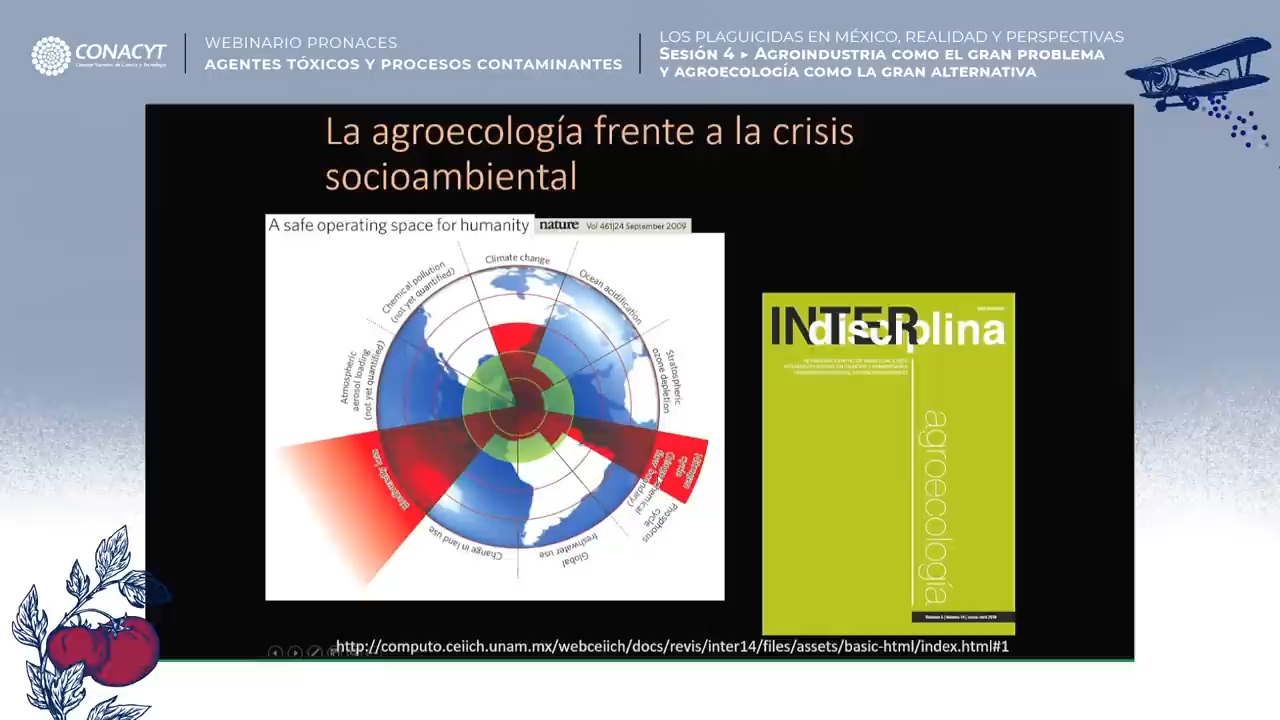 CONACYT
Consejo Nacional de Ciencia y Tecnología
WEBINARIO PRONACES
AGENTES TÓXICOS Y PROCESOS CONTAMINANTES
LOS PLAGUICIDAS EN MÉXICO, REALIDAD Y PERSPECTIVAS
SESIÓN 4 ▸ AGROINDUSTRIA COMO EL GRAN PROBLEMA
Y AGROECOLOGÍA COMO LA GRAN ALTERNATIVA
La agroecología frente a la crisis
socioambiental
A safe operating space for humanity
nature Vol 461|24 September 2009
Climate change
Ocean acidification
Stratospheric
ozone depletion
Nitrogen
cycle
Phosphorus
cycle
Global
freshwater use
Change in land use
Biodiversity loss
Atmospheric
aerosol loading
(not yet quantified)
Chemical pollution
(not yet quantified)
INTER
disciplina
agroecología
http://computo.ceiich.unam.mx/webceiich/docs/revis/inter14/files/assets/basic-html/index.html#1